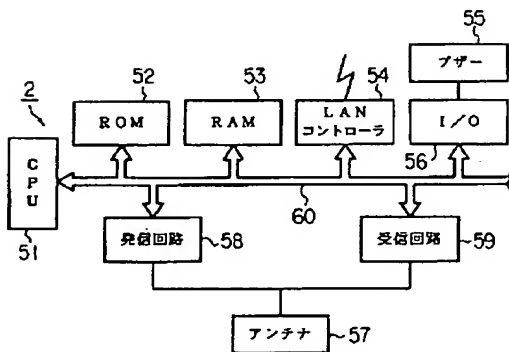 55
ブザー
52
53
54
2
ROM
RAM
LAN
コントローラ
I/O
56
CPU
51
60
発信回路
58
受信回路
59
アンテナ
57